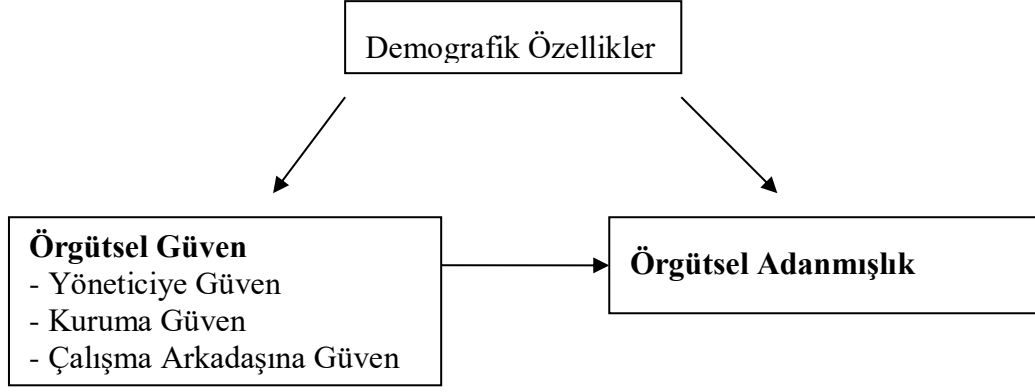 Demografik Özellikler
Örgütsel Güven
- Yöneticiye Güven
- Kuruma Güven
- Çalışma Arkadaşına Güven
Örgütsel Adanmışlık